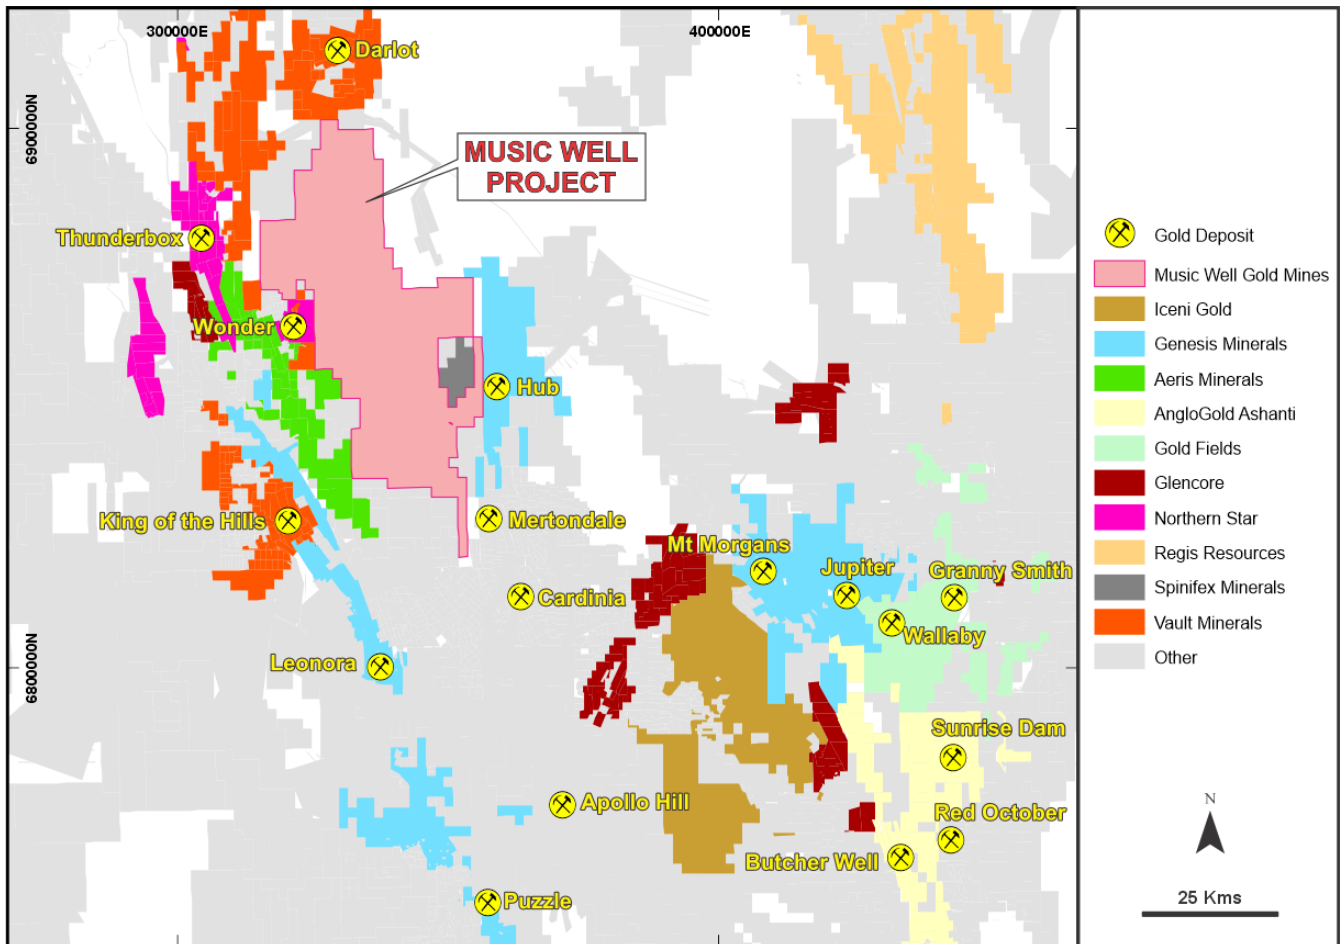 300000E
400000E
Darlot
6900000N
MUSIC WELL
PROJECT
Thunderbox
Wonder
Hub
King of the Hills
Mertondale
Mt Morgans
Jupiter
Granny Smith
Cardinia
Wallaby
Leonora
6800000N
Sunrise Dam
Apollo Hill
Red October
Butcher Well
Puzzle
Gold Deposit
Music Well Gold Mines
Iceni Gold
Genesis Minerals
Aeris Minerals
AngloGold Ashanti
Gold Fields
Glencore
Northern Star
Regis Resources
Spinifex Minerals
Vault Minerals
Other
N
25 Kms